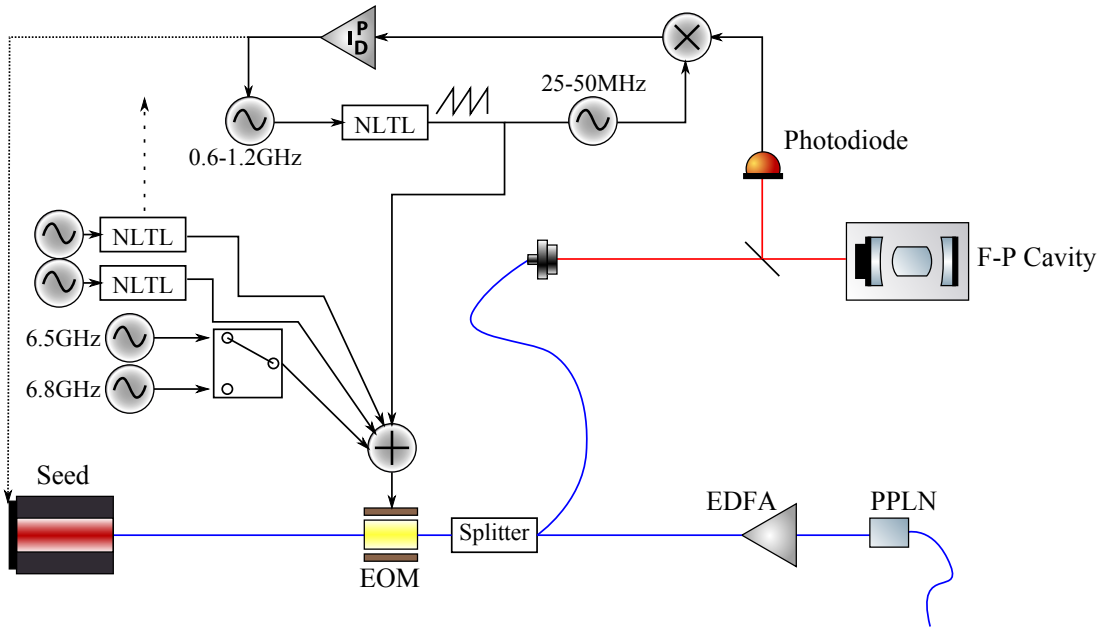 P
I
D
25-50MHz
NLTL
0.6-1.2GHz
Photodiode
NLTL
F-P Cavity
NLTL
6.5GHz
6.8GHz
Seed
EDFA
PPLN
Splitter
EOM